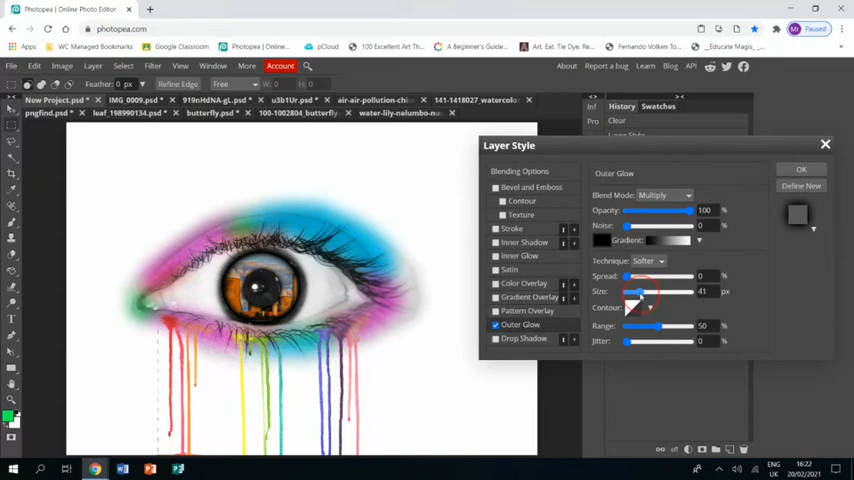 Photopea | Online Photo Editor
photopea.com
Paused
Apps
WC Managed Bookmarks
Google Classroom
Photopea | Online...
pCloud
100 Excellent Art Th...
A Beginner's Guide...
Art. Eat. Tie Dye. Re...
Fernando Volken To...
__Educate Magis_ -...
File Edit Image Layer Select Filter View Window More Account
About Report a bug Learn Blog API
Feather: 0 px Refine Edge Free W: 0 H: 0
New Project.psd * IMG_0009.psd * 919nHdNA-gL.psd * u3b1Ur.psd * air-air-pollution-chi 141-1418027_watercolo
pngfind.psd * leaf_198990134.psd * butterfly.psd * 100-1002804_butterfly water-lily-nelumbo-nu
Inf
Pro
History Swatches
Clear
Layer Style
Layer Style
Blending Options
Bevel and Emboss
Contour
Texture
Stroke
Inner Shadow
Inner Glow
Satin
Color Overlay
Gradient Overlay
Pattern Overlay
Outer Glow
Drop Shadow
Outer Glow
Blend Mode: Multiply
Opacity: 100 %
Noise: 0 %
Gradient:
Technique: Softer
Spread: 0 %
Size: 41 px
Contour:
Range: 50 %
Jitter: 0 %
OK
Define New
ENG
UK
16:22
20/02/2021